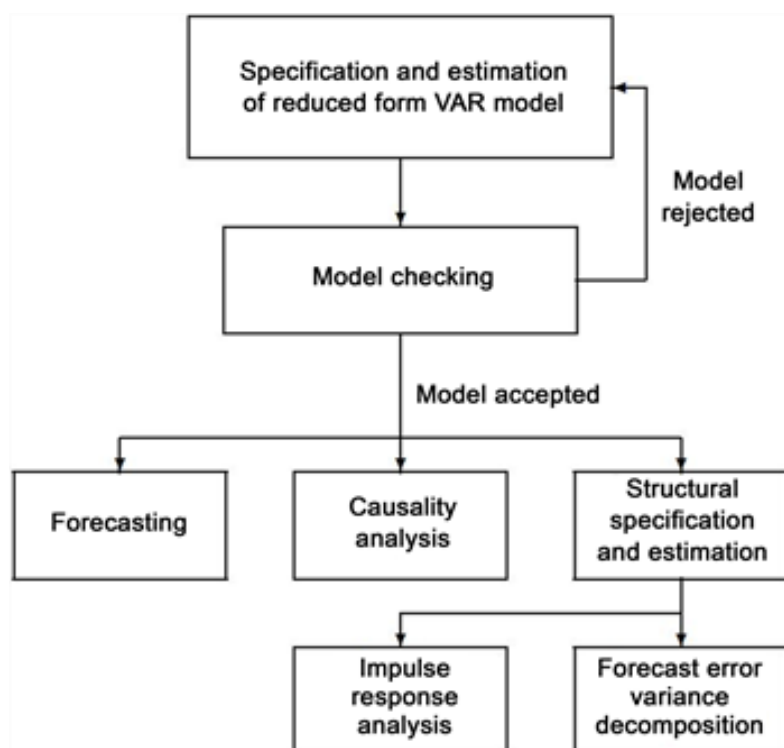 Specification and estimation
of reduced form VAR model
Model
rejected
Model checking
Model accepted
Forecasting
Causality
analysis
Structural
specification
and estimation
Impulse
response
analysis
Forecast error
variance
decomposition